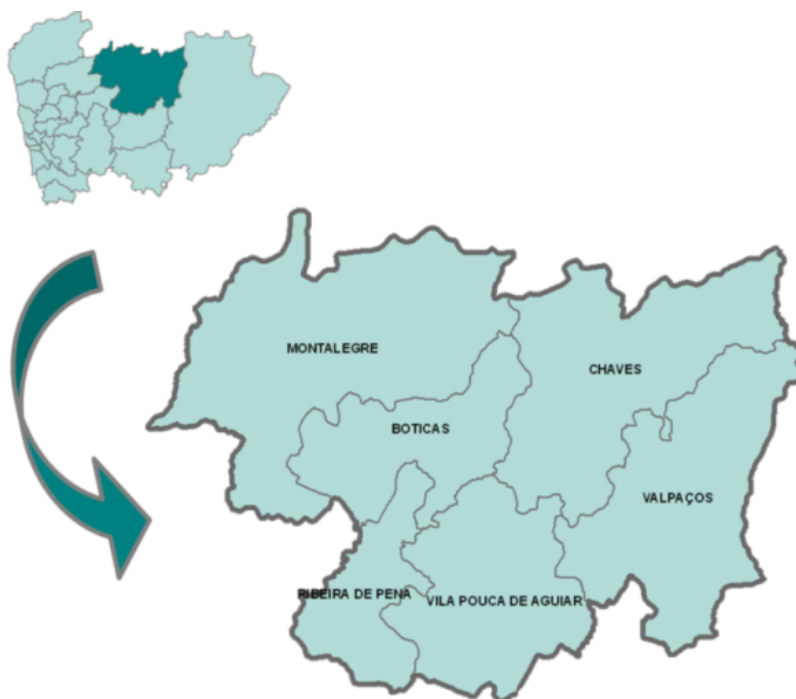 MONTALEGRE
CHAVES
BOTICAS
VALPAÇOS
RIBEIRA DE PENA
VILA POUCA DE AGUIAR